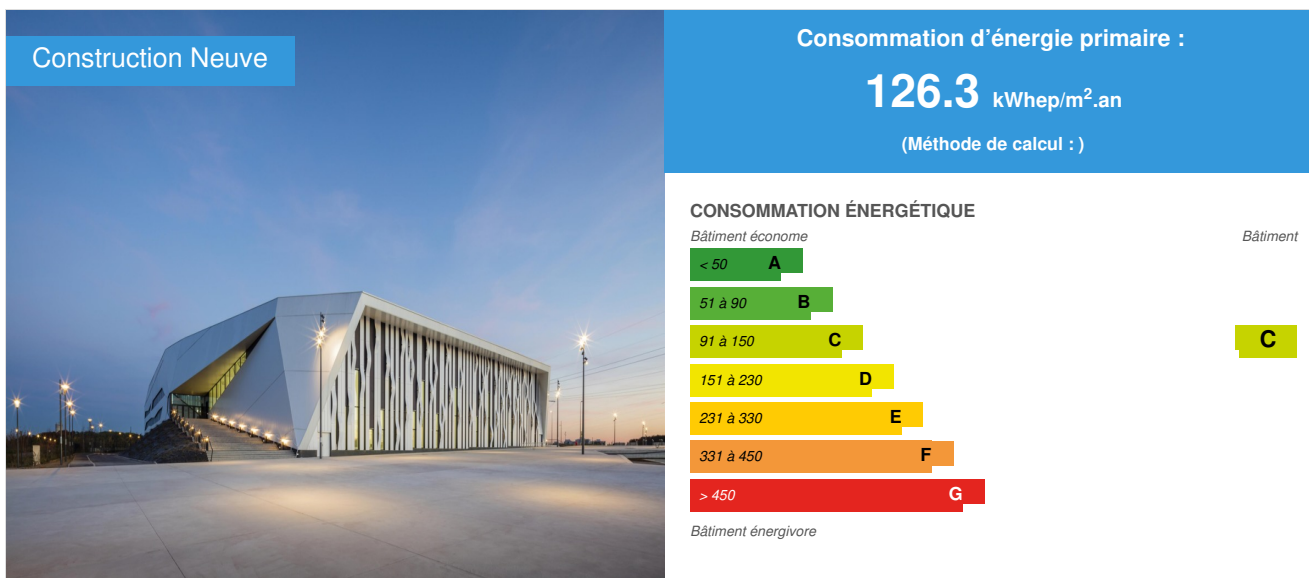 Construction Neuve
Consommation d'énergie primaire :
126.3 kWhep/m².an
(Méthode de calcul : )
CONSOMMATION ÉNERGÉTIQUE
Bâtiment économe
Bâtiment
< 50 A
51 à 90 B
91 à 150 C
C
151 à 230 D
231 à 330 E
331 à 450 F
> 450 G
Bâtiment énergivore